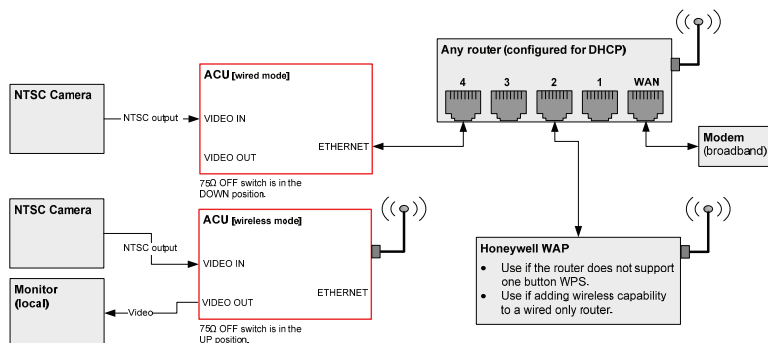 Any router (configured for DHCP)
4 3 2 1 WAN
ACU [wired mode]
NTSC Camera
NTSC output
VIDEO IN
ETHERNET
VIDEO OUT
75Ω OFF switch is in the
DOWN position.
Modem
(broadband)
NTSC Camera
NTSC output
ACU [wireless mode]
VIDEO IN
ETHERNET
VIDEO OUT
75Ω OFF switch is in the
UP position.
Monitor
(local)
Video
Honeywell WAP
• Use if the router does not support
one button WPS.
• Use if adding wireless capability
to a wired only router.